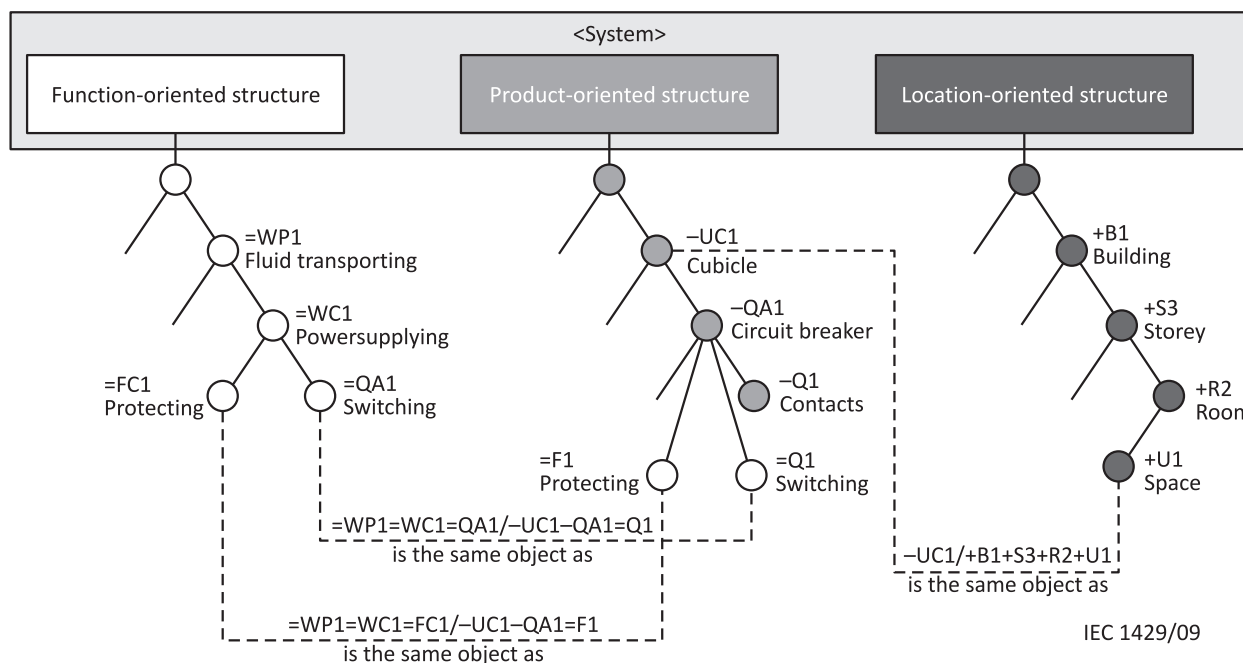 <System>
Function-oriented structure
Product-oriented structure
Location-oriented structure
=WP1
Fluid transporting
–UC1
Cubicle
+B1
Building
=WC1
Powersupplying
–QA1
Circuit breaker
+S3
Storey
=FC1
Protecting
=QA1
Switching
–Q1
Contacts
+R2
Room
=F1
Protecting
=Q1
Switching
+U1
Space
=WP1=WC1=QA1/–UC1–QA1=Q1
is the same object as
–UC1/+B1+S3+R2+U1
is the same object as
=WP1=WC1=FC1/–UC1–QA1=F1
is the same object as
IEC 1429/09